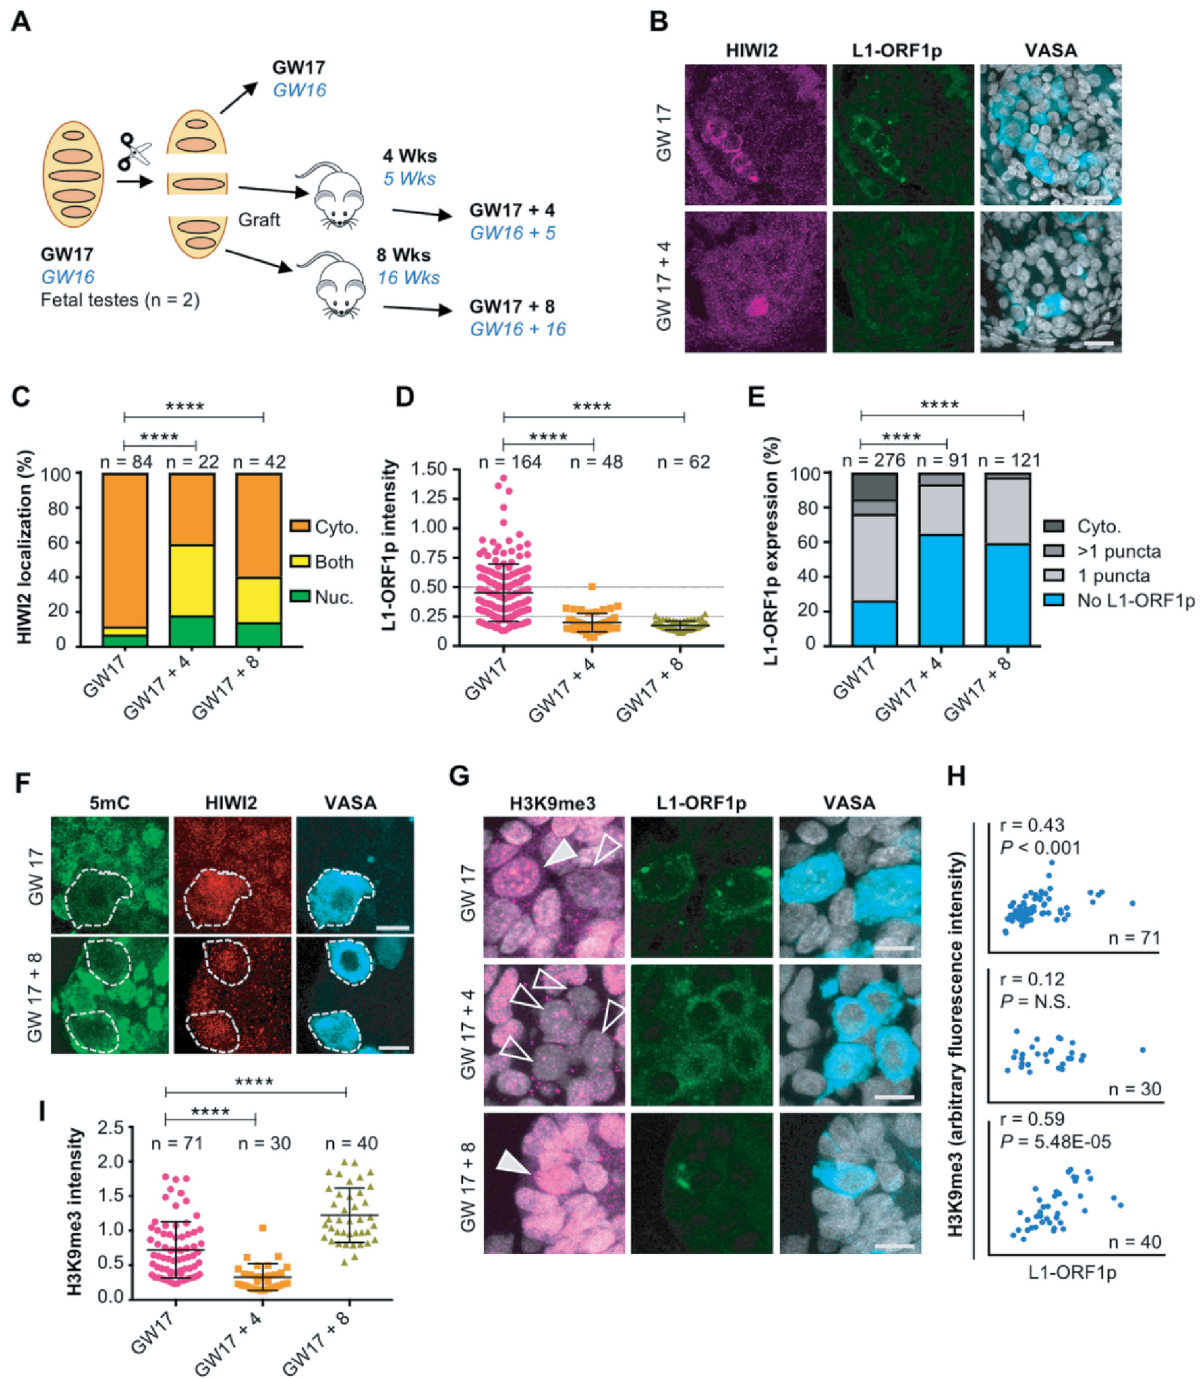 A
GW17
GW16
GW17
GW16
Fetal testes (n = 2)
Graft
4 Wks
5 Wks
8 Wks
16 Wks
GW17 + 4
GW16 + 5
GW17 + 8
GW16 + 16
B
HIWI2 L1-ORF1p VASA
GW 17
GW 17 + 4
C
****
****
n = 84 n = 22 n = 42
HIWI2 localization (%)
100
80
60
40
20
0
Cyto.
Both
Nuc.
GW17 GW17 + 4 GW17 + 8
D
****
****
n = 164 n = 48 n = 62
L1-ORF1p intensity
1.50
1.25
1.00
0.75
0.50
0.25
0
GW17 GW17 + 4 GW17 + 8
E
****
****
n = 276 n = 91 n = 121
L1-ORF1p expression (%)
100
80
60
40
20
0
Cyto.
>1 puncta
1 puncta
No L1-ORF1p
GW17 GW17 + 4 GW17 + 8
F
5mC HIWI2 VASA
GW 17
GW 17 + 8
G
H3K9me3 L1-ORF1p VASA
GW 17
GW 17 + 4
GW 17 + 8
H
H3K9me3 (arbitrary fluorescence intensity)
r = 0.43
P < 0.001
n = 71
r = 0.12
P = N.S.
n = 30
r = 0.59
P = 5.48E-05
n = 40
L1-ORF1p
I
****
****
n = 71 n = 30 n = 40
H3K9me3 intensity
2.5
2.0
1.5
1.0
0.5
0.0
GW17 GW17 + 4 GW17 + 8